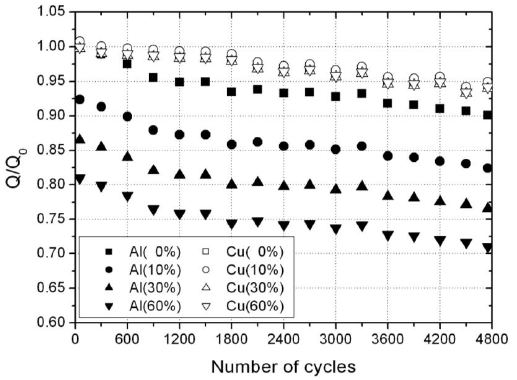 1.05
1.00
0.95
0.90
0.85
0.80
0.75
0.70
0.65
0.60
Q/Q0
Al( 0%) Cu( 0%)
Al(10%) Cu(10%)
Al(30%) Cu(30%)
Al(60%) Cu(60%)
0 600 1200 1800 2400 3000 3600 4200 4800
Number of cycles